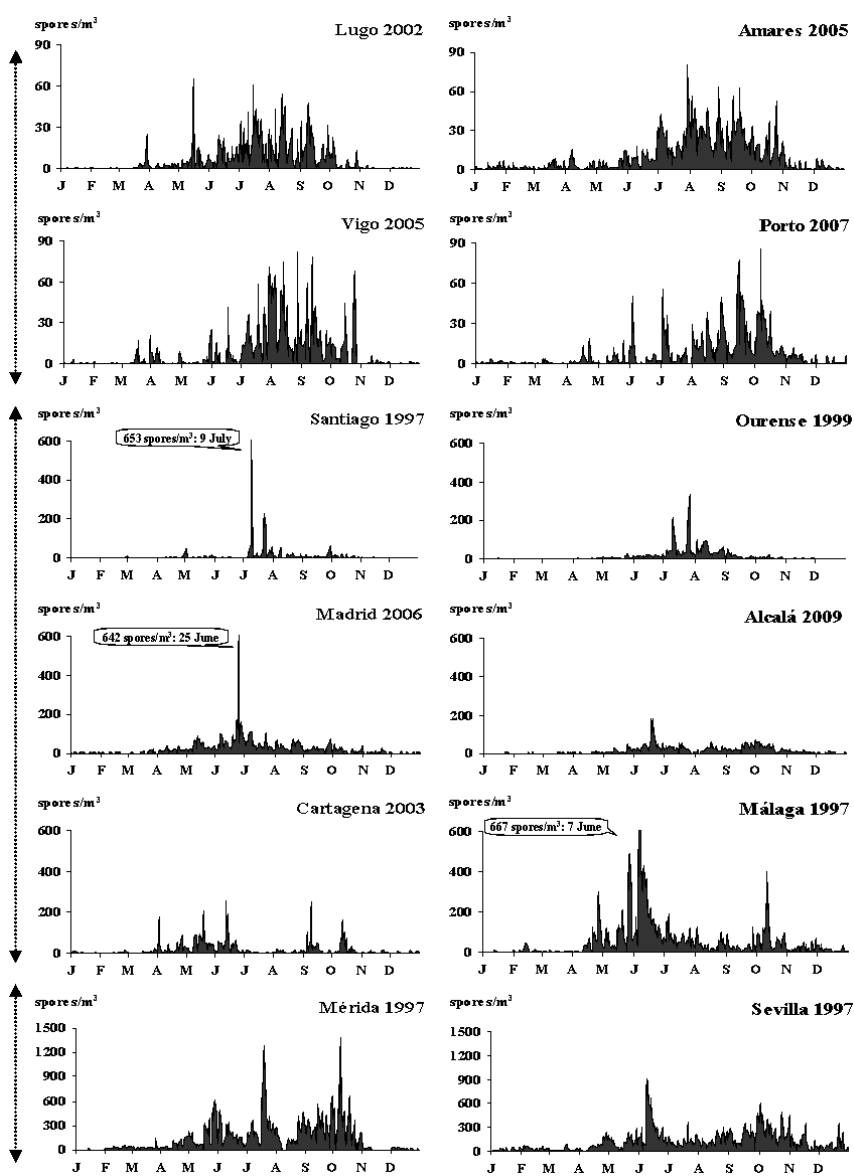 spores/m³
Lugo 2002
90
60
30
0
J F M A M J J A S O N D
spores/m³
Amares 2005
90
60
30
0
J F M A M J J A S O N D
spores/m³
Vigo 2005
90
60
30
0
J F M A M J J A S O N D
spores/m³
Porto 2007
90
60
30
0
J F M A M J J A S O N D
spores/m³
Santiago 1997
653 spores/m³: 9 July
600
400
200
0
J F M A M J J A S O N D
spores/m³
Ourense 1999
600
400
200
0
J F M A M J J A S O N D
spores/m³
Madrid 2006
642 spores/m³: 25 June
600
400
200
0
J F M A M J J A S O N D
spores/m³
Alcalá 2009
600
400
200
0
J F M A M J J A S O N D
spores/m³
Cartagena 2003
600
400
200
0
J F M A M J J A S O N D
spores/m³
Málaga 1997
667 spores/m³: 7 June
600
400
200
0
J F M A M J J A S O N D
spores/m³
Mérida 1997
1500
1200
900
600
300
0
J F M A M J J A S O N D
spores/m³
Sevilla 1997
1500
1200
900
600
300
0
J F M A M J J A S O N D